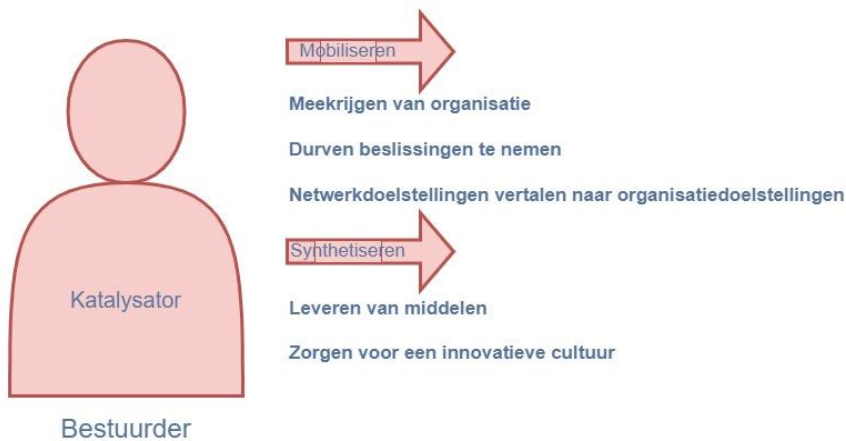 Mobiliseren
Meekrijgen van organisatie
Durven beslissingen te nemen
Netwerkdoelstellingen vertalen naar organisatiedoelstellingen
Synthetiseren
Katalysator
Leveren van middelen
Zorgen voor een innovatieve cultuur
Bestuurder